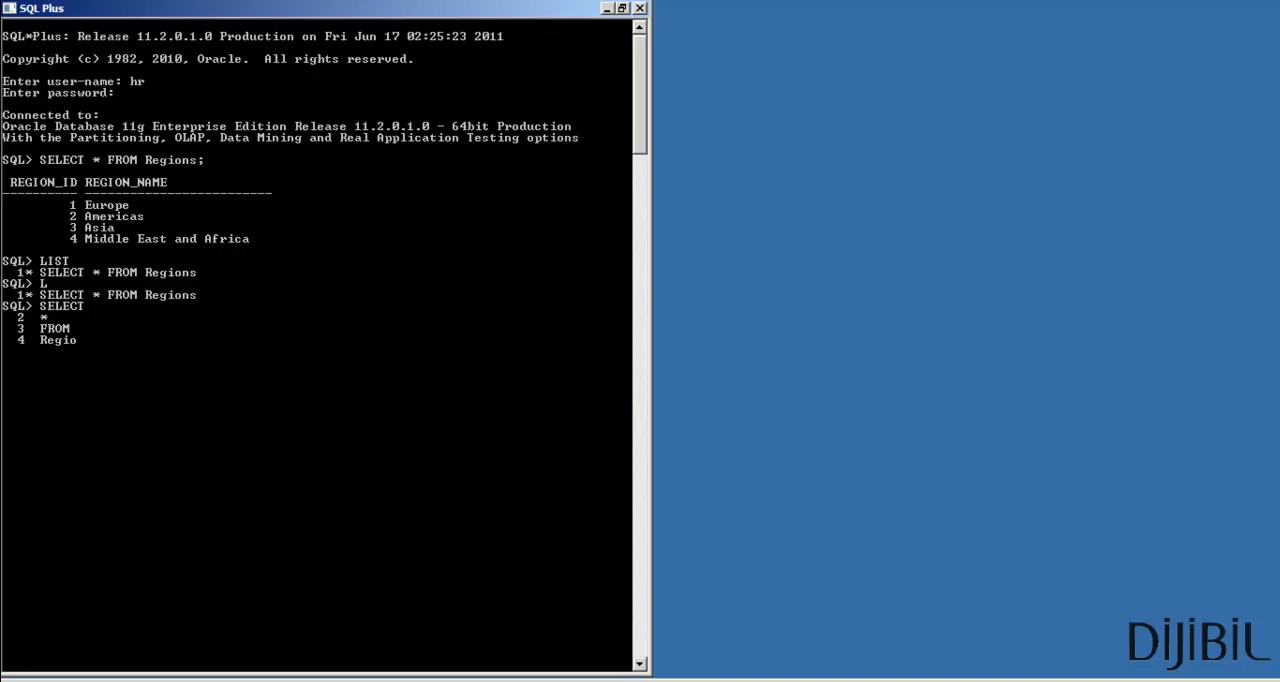 SQL Plus
SQL*Plus: Release 11.2.0.1.0 Production on Fri Jun 17 02:25:23 2011
Copyright (c) 1982, 2010, Oracle.  All rights reserved.
Enter user-name: hr
Enter password:
Connected to:
Oracle Database 11g Enterprise Edition Release 11.2.0.1.0 - 64bit Production
With the Partitioning, OLAP, Data Mining and Real Application Testing options
SQL> SELECT * FROM Regions;
 REGION_ID REGION_NAME
---------- -------------------------
         1 Europe
         2 Americas
         3 Asia
         4 Middle East and Africa
SQL> LIST
  1* SELECT * FROM Regions
SQL> L
  1* SELECT * FROM Regions
SQL> SELECT
  2  *
  3  FROM
  4  Regio
DiJiBiL